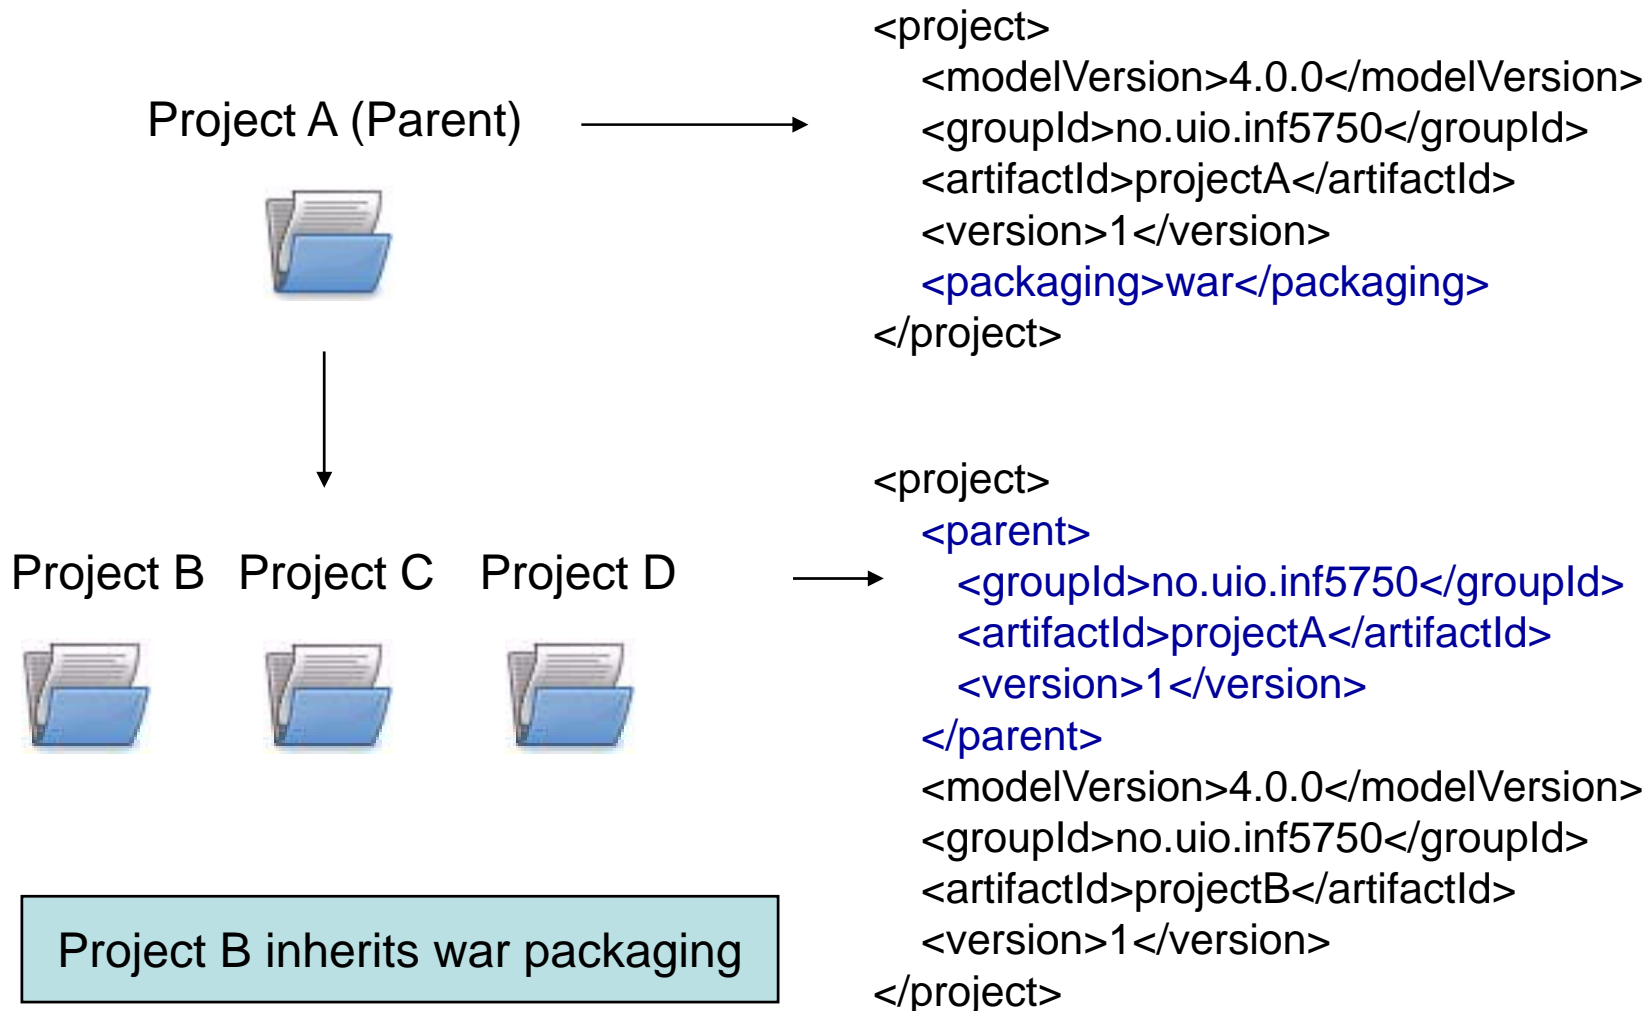 Project A (Parent)
<project>
<modelVersion>4.0.0</modelVersion>
<groupId>no.uio.inf5750</groupId>
<artifactId>projectA</artifactId>
<version>1</version>
<packaging>war</packaging>
</project>
Project B
Project C
Project D
<project>
<parent>
<groupId>no.uio.inf5750</groupId>
<artifactId>projectA</artifactId>
<version>1</version>
</parent>
<modelVersion>4.0.0</modelVersion>
<groupId>no.uio.inf5750</groupId>
<artifactId>projectB</artifactId>
<version>1</version>
</project>
Project B inherits war packaging